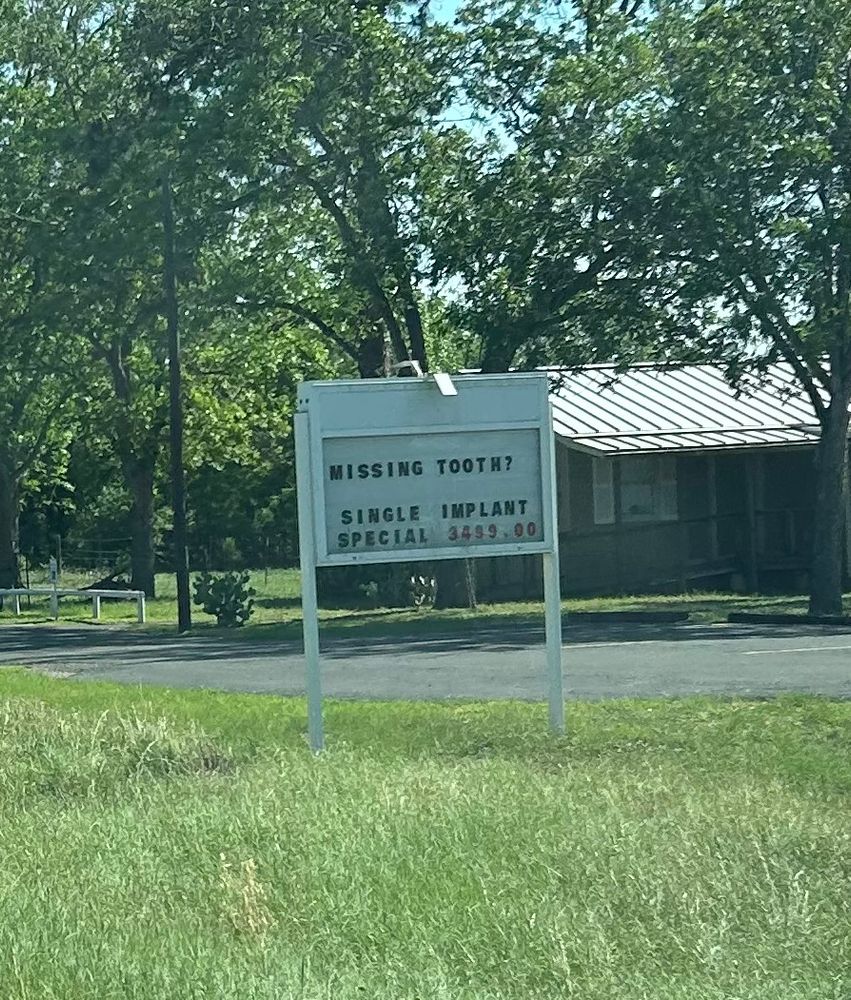 MISSING TOOTH?
SINGLE IMPLANT
SPECIAL 3499.00